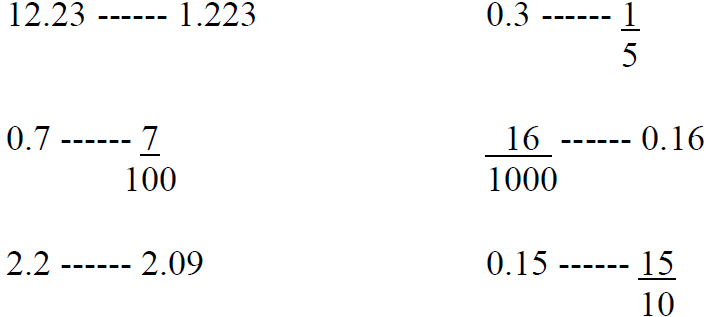 12.23 ------ 1.223
0.3 ------ 1
5
0.7 ------ 7
100
16 ------ 0.16
1000
2.2 ------ 2.09
0.15 ------ 15
10